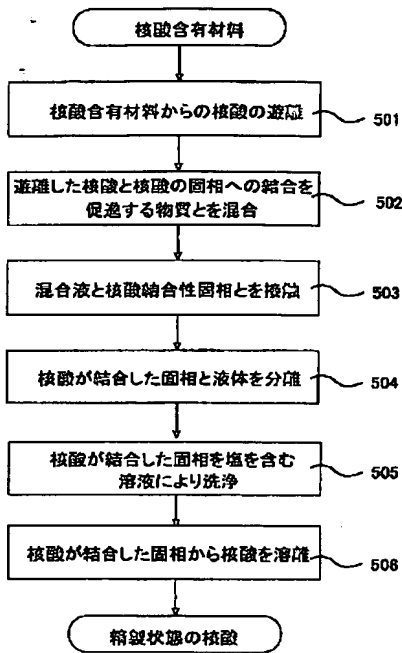 核酸含有材料
核酸含有材料からの核酸の遊離
501
遊離した核酸と核酸の固相への結合を
促進する物質とを混合
502
混合液と核酸結合性固相とを接触
503
核酸が結合した固相と液体を分離
504
核酸が結合した固相を塩を含む
溶液により洗浄
505
核酸が結合した固相から核酸を溶離
506
精製状態の核酸